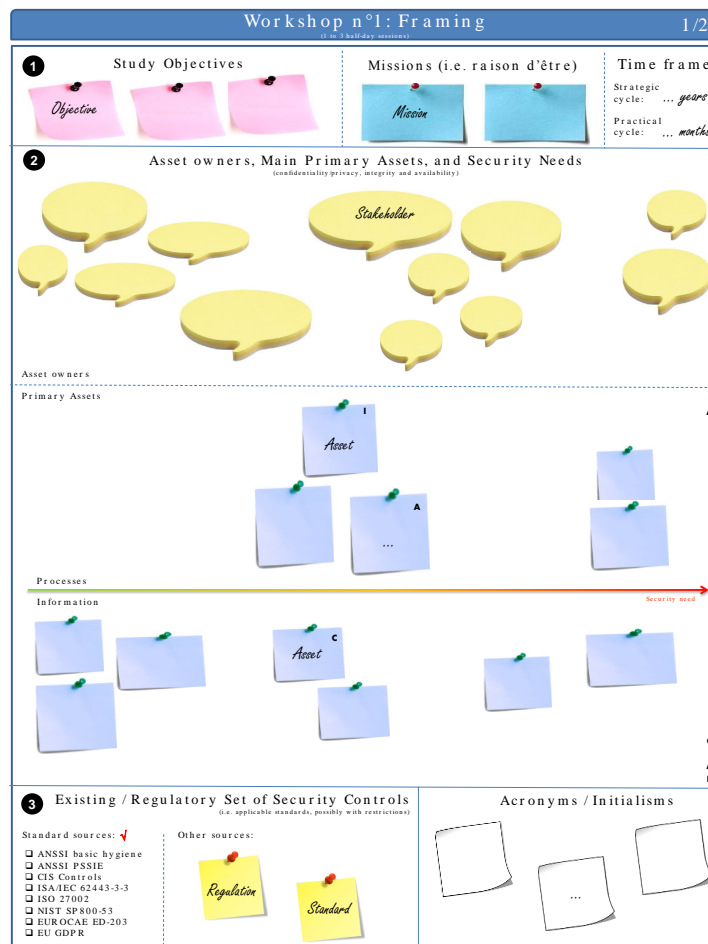 Workshop n°1: Framing
1/2
(1 to 3 half-day sessions)
1
Study Objectives
Objective
Missions (i.e. raison d'être)
Mission
Time frame
Strategic
cycle: ... years
Practical
cycle: ... months
2
Asset owners, Main Primary Assets, and Security Needs
(confidentiality/privacy, integrity and availability)
Stakeholder
Asset owners
Primary Assets
I
Asset
A
...
Processes
Information
Security need
C
Asset
3
Existing / Regulatory Set of Security Controls
(i.e. applicable standards, possibly with restrictions)
Standard sources: √
❑ ANSSI basic hygiene
❑ ANSSI PSSIE
❑ CIS Controls
❑ ISA/IEC 62443-3-3
❑ ISO 27002
❑ NIST SP800-53
❑ EUROCAE ED-203
❑ EU GDPR
Other sources:
Regulation
Standard
Acronyms / Initialisms
...